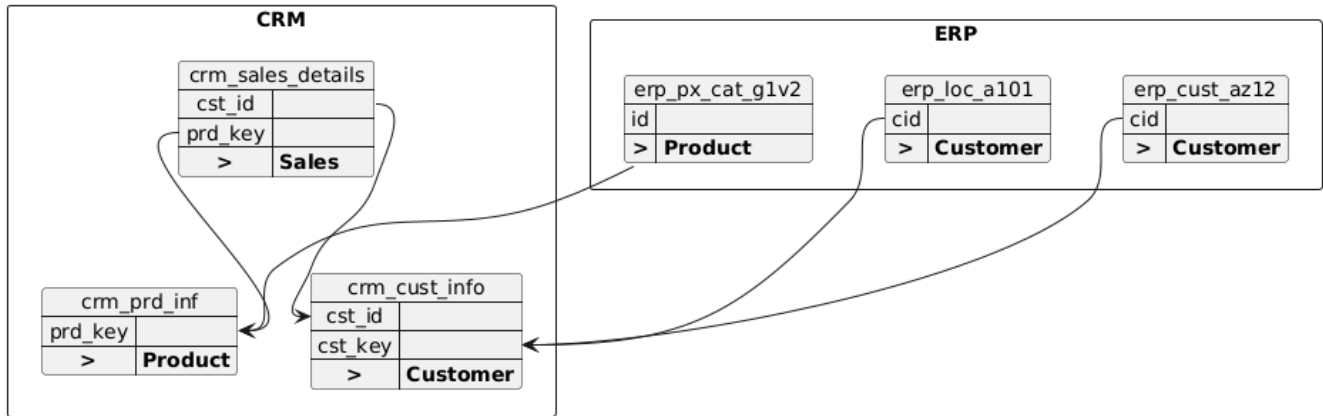 CRM
crm_sales_details
cst_id
prd_key
> Sales
crm_prd_inf
prd_key
> Product
crm_cust_info
cst_id
cst_key
> Customer
ERP
erp_px_cat_g1v2
id
> Product
erp_loc_a101
cid
> Customer
erp_cust_az12
cid
> Customer